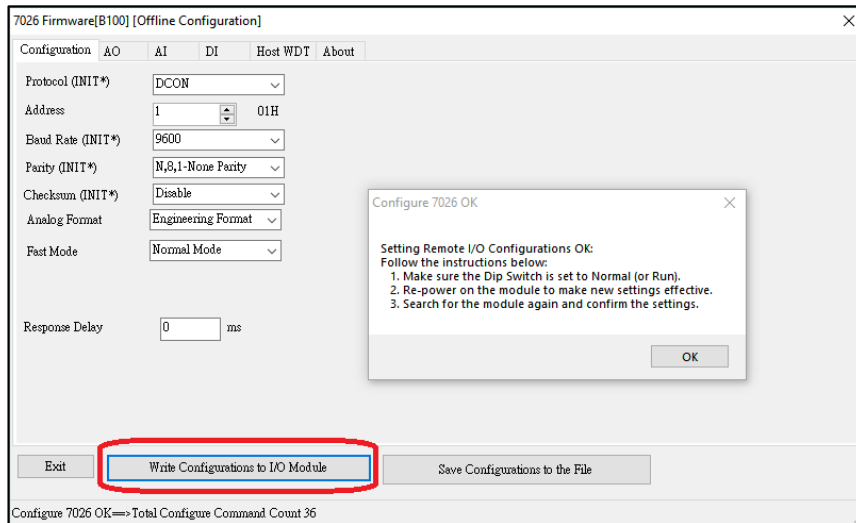 7026 Firmware[B100] [Offline Configuration]
Configuration AO AI DI Host WDT About
Protocol (INIT*) DCON
Address 1 01H
Baud Rate (INIT*) 9600
Parity (INIT*) N,8,1-None Parity
Checksum (INIT*) Disable
Analog Format Engineering Format
Fast Mode Normal Mode
Response Delay 0 ms
Configure 7026 OK
Setting Remote I/O Configurations OK:
Follow the instructions below:
1. Make sure the Dip Switch is set to Normal (or Run).
2. Re-power on the module to make new settings effective.
3. Search for the module again and confirm the settings.
OK
Exit Write Configurations to I/O Module Save Configurations to the File
Configure 7026 OK==>Total Configure Command Count 36